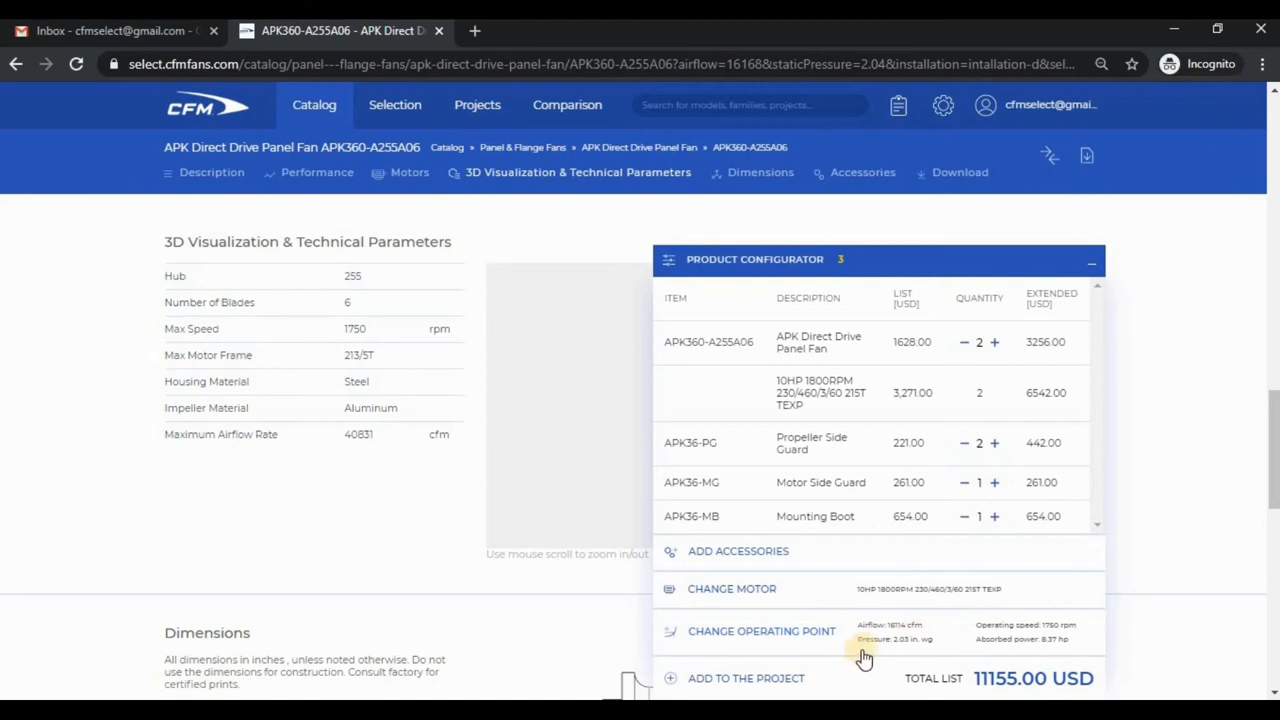 Inbox - cfmselect@gmail.com -
APK360-A255A06 - APK Direct D
select.cfmfans.com/catalog/panel---flange-fans/apk-direct-drive-panel-fan/APK360-A255A06?airflow=16168&staticPressure=2.04&installation=intallation-d&sel...
Incognito
CFM
Catalog
Selection
Projects
Comparison
Search for models, families, projects...
cfmselect@gmai...
APK Direct Drive Panel Fan APK360-A255A06
Catalog » Panel & Flange Fans » APK Direct Drive Panel Fan » APK360-A255A06
Description
Performance
Motors
3D Visualization & Technical Parameters
Dimensions
Accessories
Download
3D Visualization & Technical Parameters
Hub 255
Number of Blades 6
Max Speed 1750 rpm
Max Motor Frame 213/5T
Housing Material Steel
Impeller Material Aluminum
Maximum Airflow Rate 40831 cfm
Use mouse scroll to zoom in/out.
PRODUCT CONFIGURATOR 3
ITEM DESCRIPTION LIST [USD] QUANTITY EXTENDED [USD]
APK360-A255A06 APK Direct Drive Panel Fan 1628.00 − 2 + 3256.00
10HP 1800RPM 230/460/3/60 215T TEXP 3,271.00 2 6542.00
APK36-PG Propeller Side Guard 221.00 − 2 + 442.00
APK36-MG Motor Side Guard 261.00 − 1 + 261.00
APK36-MB Mounting Boot 654.00 − 1 + 654.00
ADD ACCESSORIES
CHANGE MOTOR 10HP 1800RPM 230/460/3/60 215T TEXP
CHANGE OPERATING POINT
Airflow: 16114 cfm Operating speed: 1750 rpm
Pressure: 2.03 in. wg Absorbed power: 8.37 hp
ADD TO THE PROJECT TOTAL LIST 11155.00 USD
Dimensions
All dimensions in inches , unless noted otherwise. Do not
use the dimensions for construction. Consult factory for
certified prints.